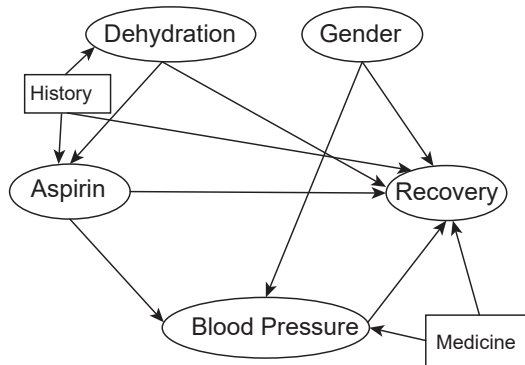 Dehydration
Gender
History
Aspirin
Recovery
Blood Pressure
Medicine